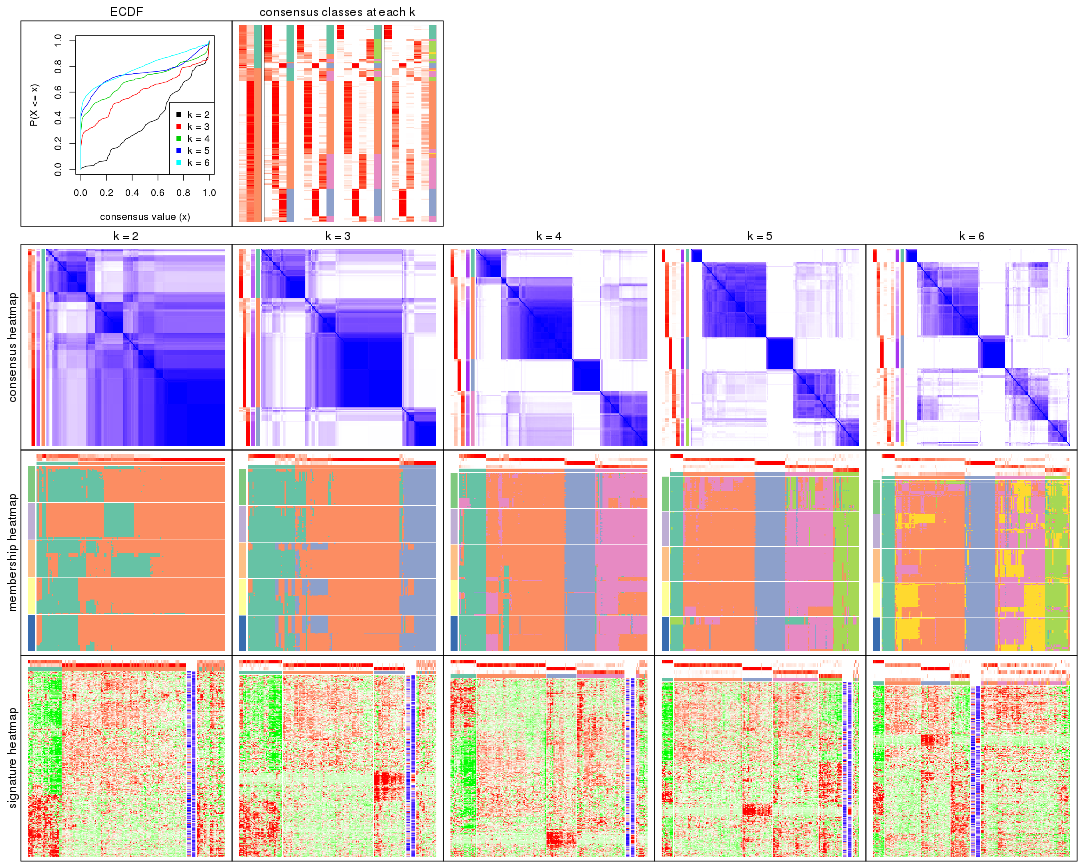 ECDF
consensus classes at each k
P(X <= x)
0.0 0.2 0.4 0.6 0.8 1.0
k = 2
k = 3
k = 4
k = 5
k = 6
0.0 0.2 0.4 0.6 0.8 1.0
consensus value (x)
k = 2 k = 3 k = 4 k = 5 k = 6
consensus heatmap
membership heatmap
signature heatmap